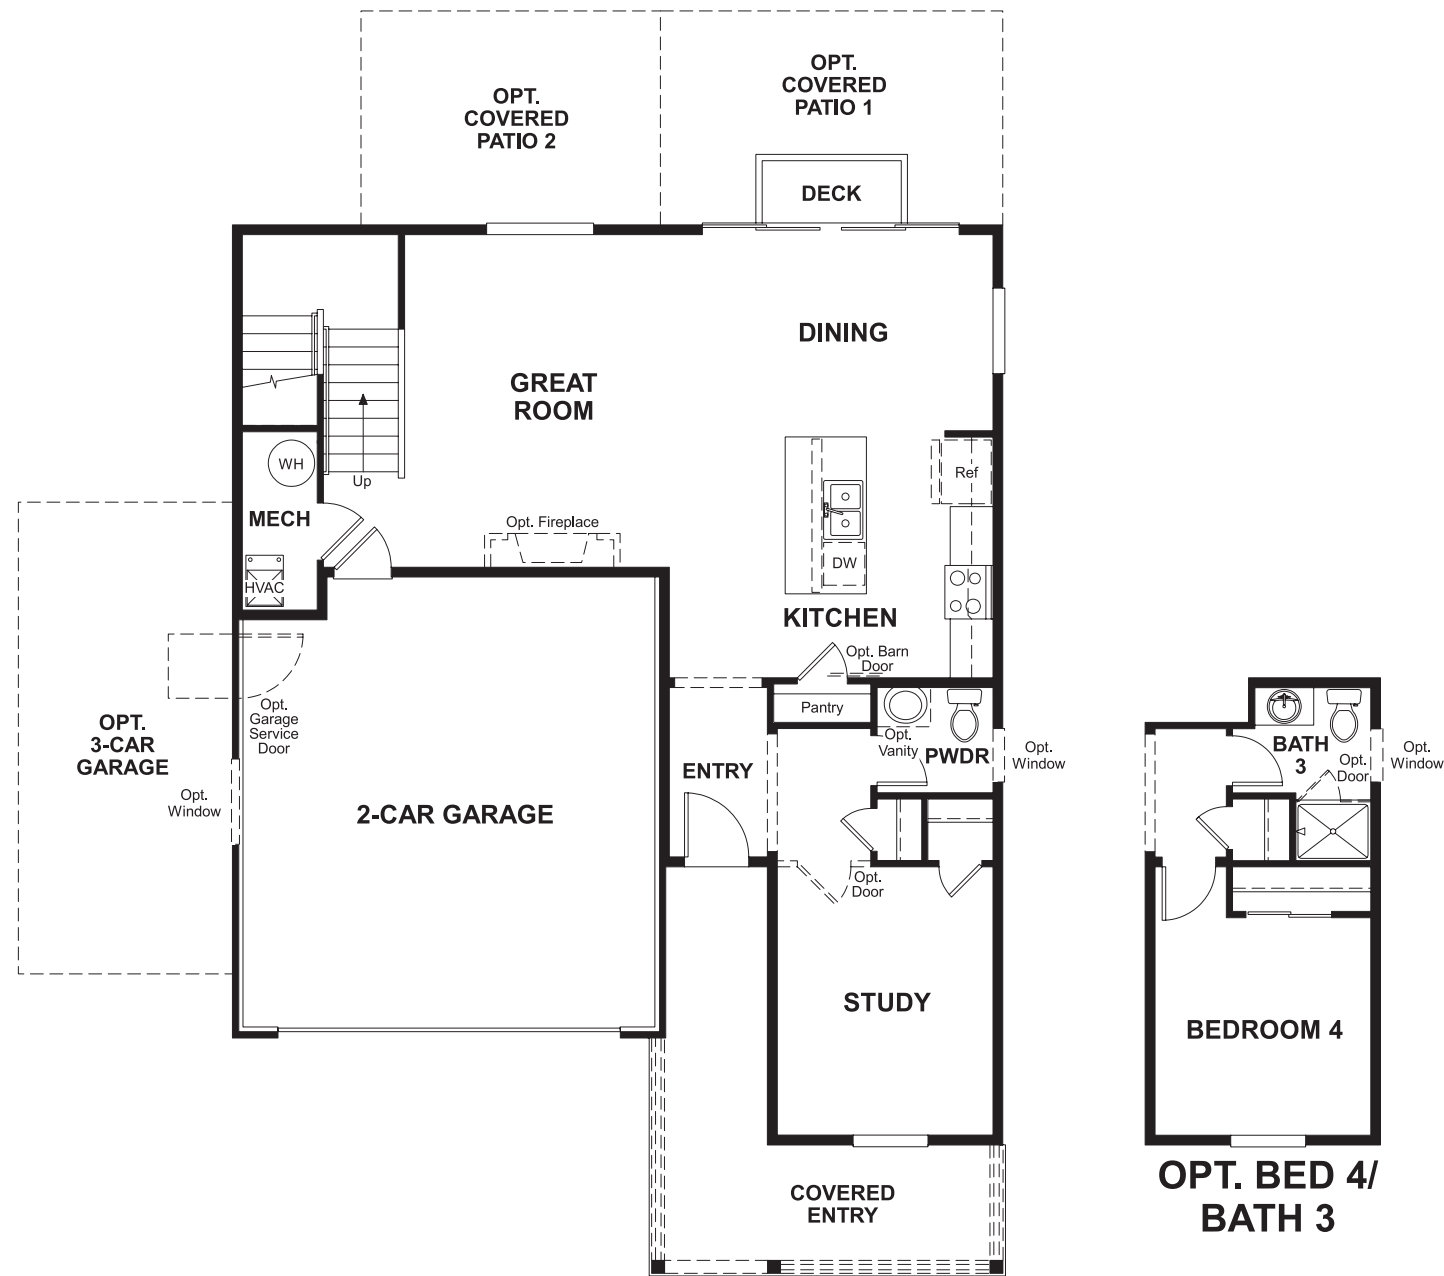 OPT.
COVERED
PATIO 2
OPT.
COVERED
PATIO 1
DECK
DINING
GREAT
ROOM
WH
Up
Ref
MECH
Opt. Fireplace
DW
HVAC
KITCHEN
Opt. Barn
Door
Pantry
Opt.
Garage
Service
Door
OPT.
3-CAR
GARAGE
Opt.
Window
2-CAR GARAGE
ENTRY
Opt.
Vanity
PWDR
Opt.
Window
Opt.
Door
STUDY
COVERED
ENTRY
BATH
3
Opt.
Door
Opt.
Window
BEDROOM 4
OPT. BED 4/
BATH 3